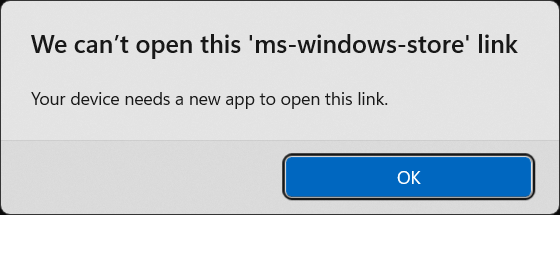 We can’t open this 'ms-windows-store' link
Your device needs a new app to open this link.
OK